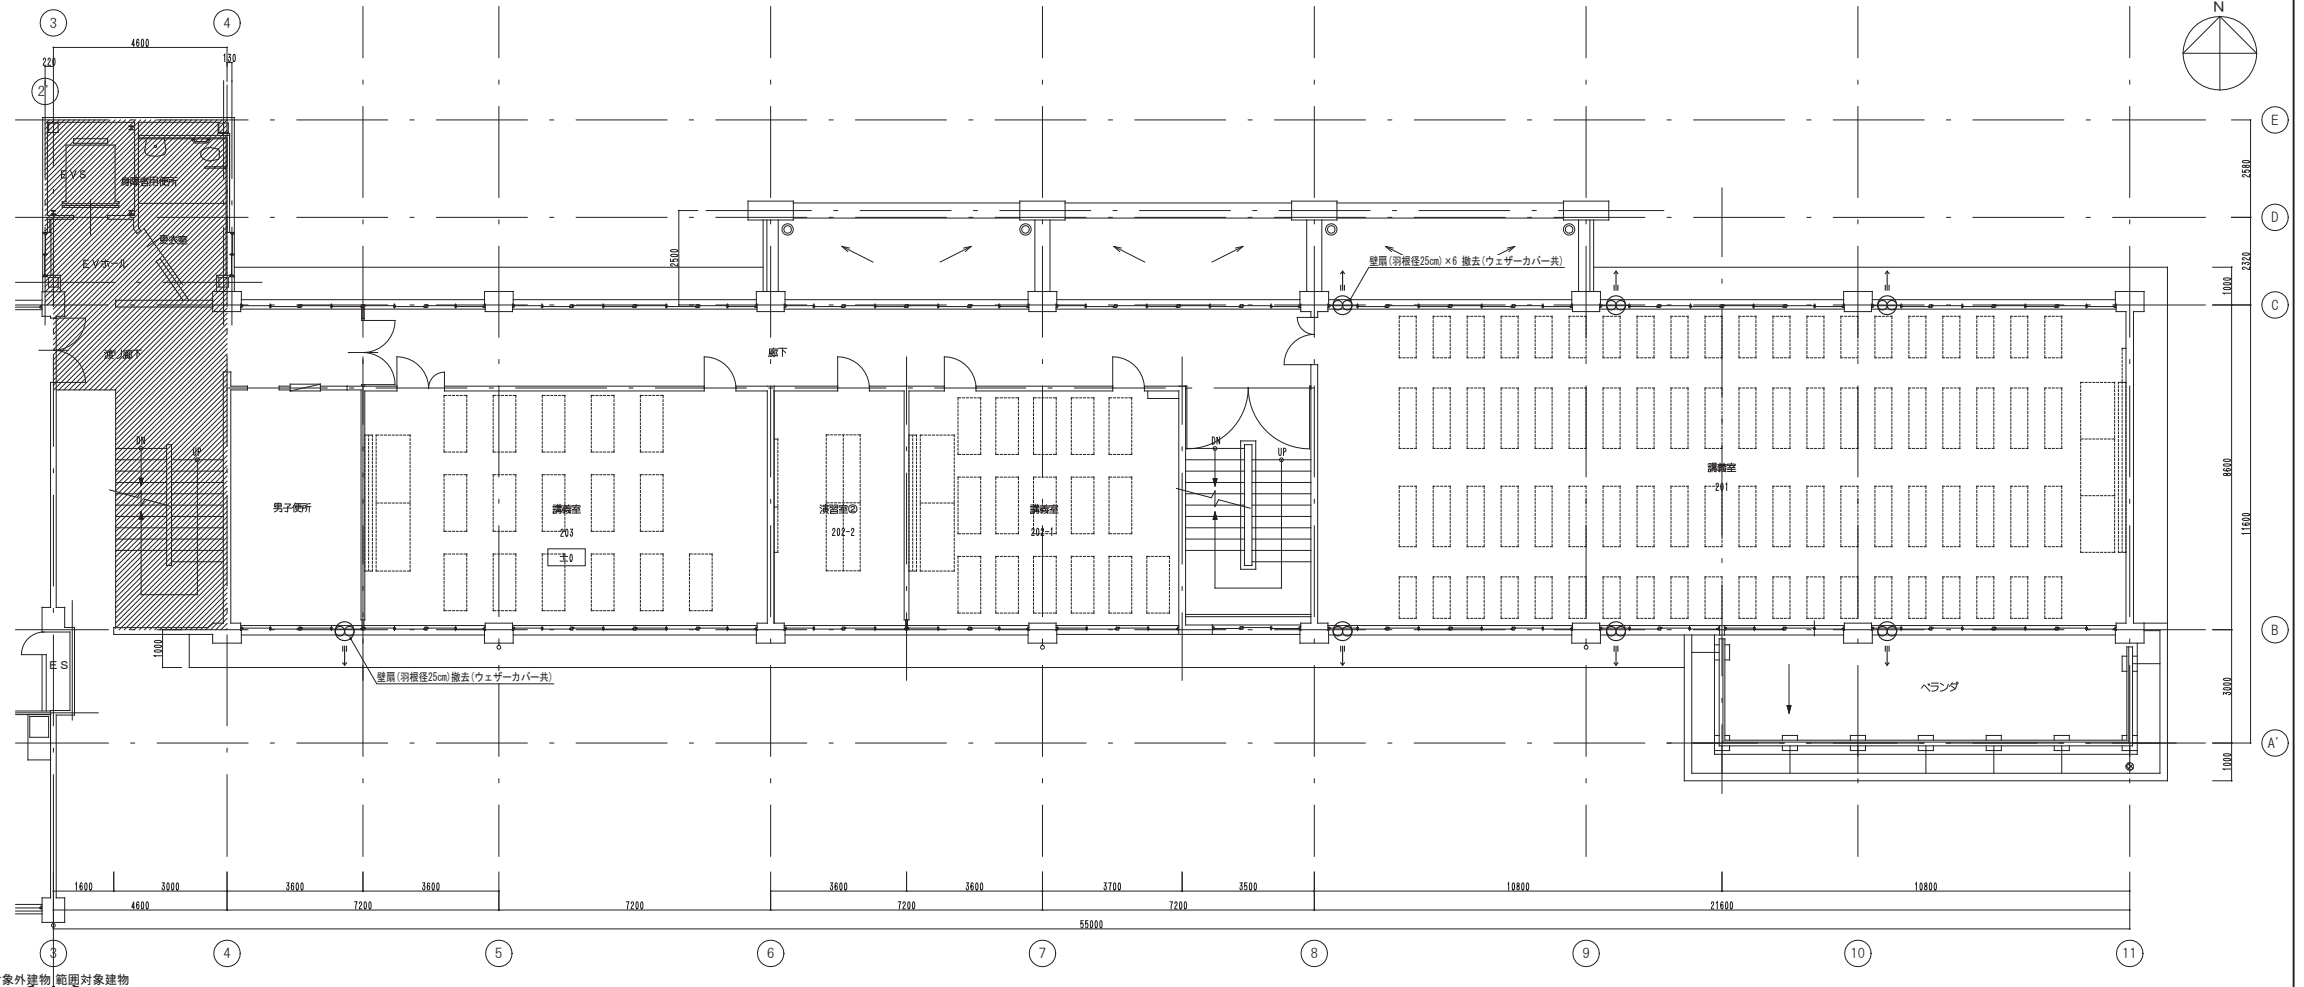 3
4
N
4600
220
130
2'
E
2580
EVS
身障者用便所
D
更衣室
EVホール
2500
2320
壁扇(羽根径25cm)×6 撤去(ウェザーカバー共)
1000
C
渡り廊下
廊下
DN
UP
DN
UP
講義室
201
8600
男子便所
講義室
203
±0
演習室②
202-2
講義室
202-1
11600
B
1000
ES
壁扇(羽根径25cm)撤去(ウェザーカバー共)
ベランダ
3000
A'
1000
1600
3000
3600
3600
3600
3600
3700
3500
10800
10800
4600
7200
7200
7200
7200
21600
55000
3
4
5
6
7
8
9
10
11
象外建物
範囲対象建物